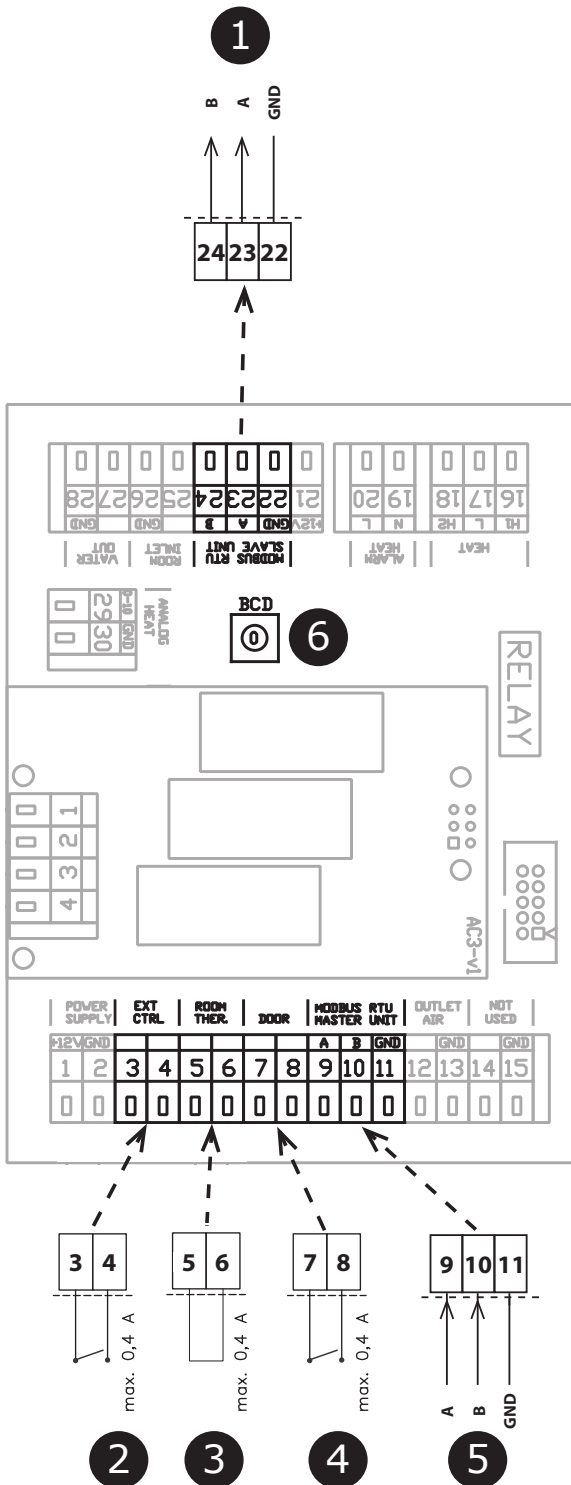 1
B A GND
24 23 22
28 27 26 25 24 23 22 21 20 19 18 17 16
GND GND B A GND +12V L N H2 L H1
WATER OUT
ROOM INLET
MODBUS RTU
SLAVE UNIT
ALARM HEAT
HEAT
0-10 GND
29 30
ANALOG HEAT
BCD
0
6
RELAY
1
2
3
4
AC3-v1
POWER SUPPLY
EXT CTRL
ROOM THER.
DOOR
MODBUS RTU
MASTER UNIT
OUTLET AIR
NOT USED
+12V GND A B GND GND GND
1 2 3 4 5 6 7 8 9 10 11 12 13 14 15
3 4
5 6
7 8
9 10 11
max. 0,4 A
max. 0,4 A
max. 0,4 A
A B GND
2
3
4
5